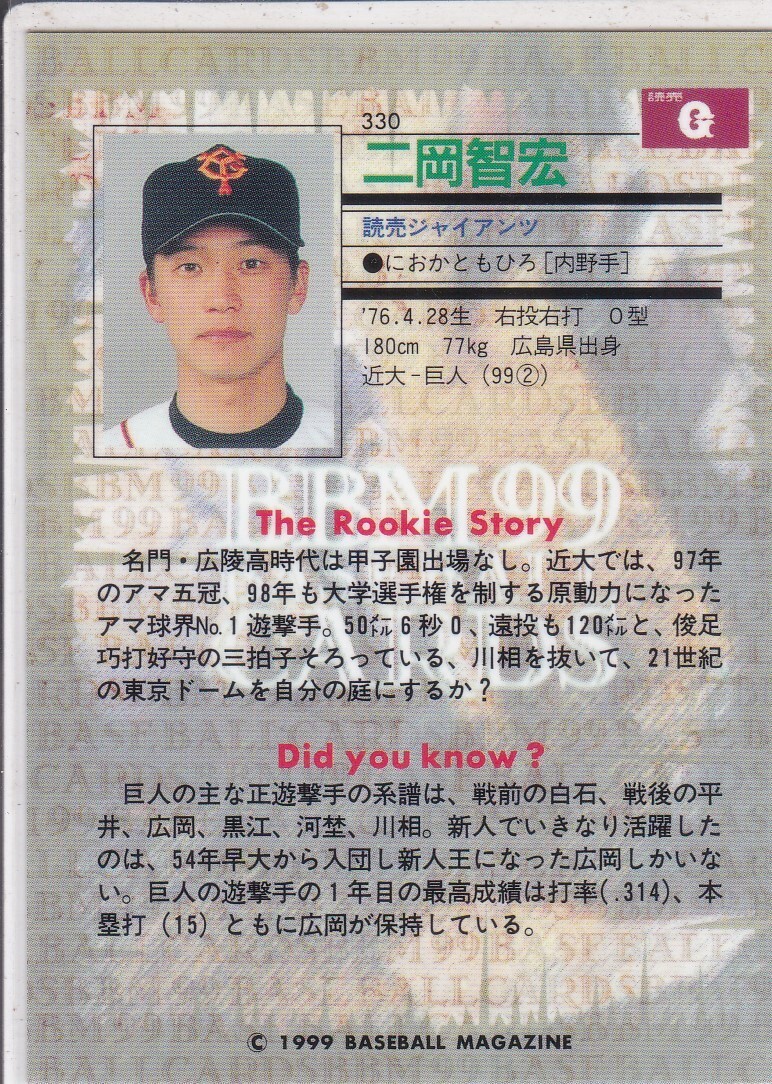 330
読売
G
二岡智宏
読売ジャイアンツ
●におかともひろ[内野手]
'76.4.28生 右投右打 O型
180cm 77kg 広島県出身
近大-巨人（99②）
YG
BBM 99
BASEBALL
CARDS
The Rookie Story
名門・広陵高時代は甲子園出場なし。近大では、97年
のアマ五冠、98年も大学選手権を制する原動力になった
アマ球界No.1遊撃手。50㍍6秒0、遠投も120㍍と、俊足
巧打好守の三拍子そろっている、川相を抜いて、21世紀
の東京ドームを自分の庭にするか？
Did you know？
巨人の主な正遊撃手の系譜は、戦前の白石、戦後の平
井、広岡、黒江、河埜、川相。新人でいきなり活躍した
のは、54年早大から入団し新人王になった広岡しかいな
い。巨人の遊撃手の1年目の最高成績は打率(.314)、本
塁打（15）ともに広岡が保持している。
© 1999 BASEBALL MAGAZINE